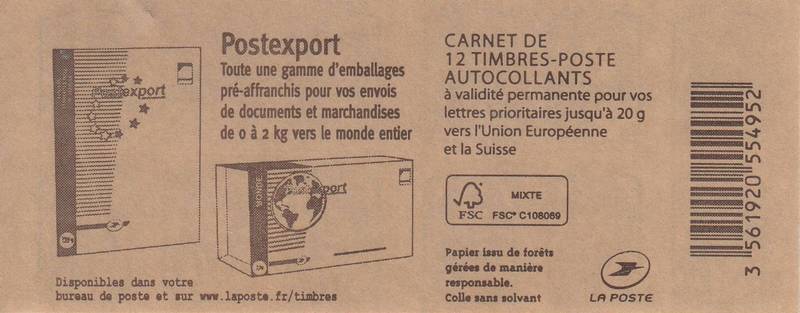 Postexport
Toute une gamme d'emballages
pré-affranchis pour vos envois
de documents et marchandises
de 0 à 2 kg vers le monde entier
Postexport
MONDE
Postexport
Disponibles dans votre
bureau de poste et sur www.laposte.fr/timbres
CARNET DE
12 TIMBRES-POSTE
AUTOCOLLANTS
à validité permanente pour vos
lettres prioritaires jusqu'à 20 g
vers l'Union Européenne
et la Suisse
FSC
MIXTE
FSC® C108069
Papier issu de forêts
gérées de manière
responsable.
Colle sans solvant
LA POSTE
3 561920 554952